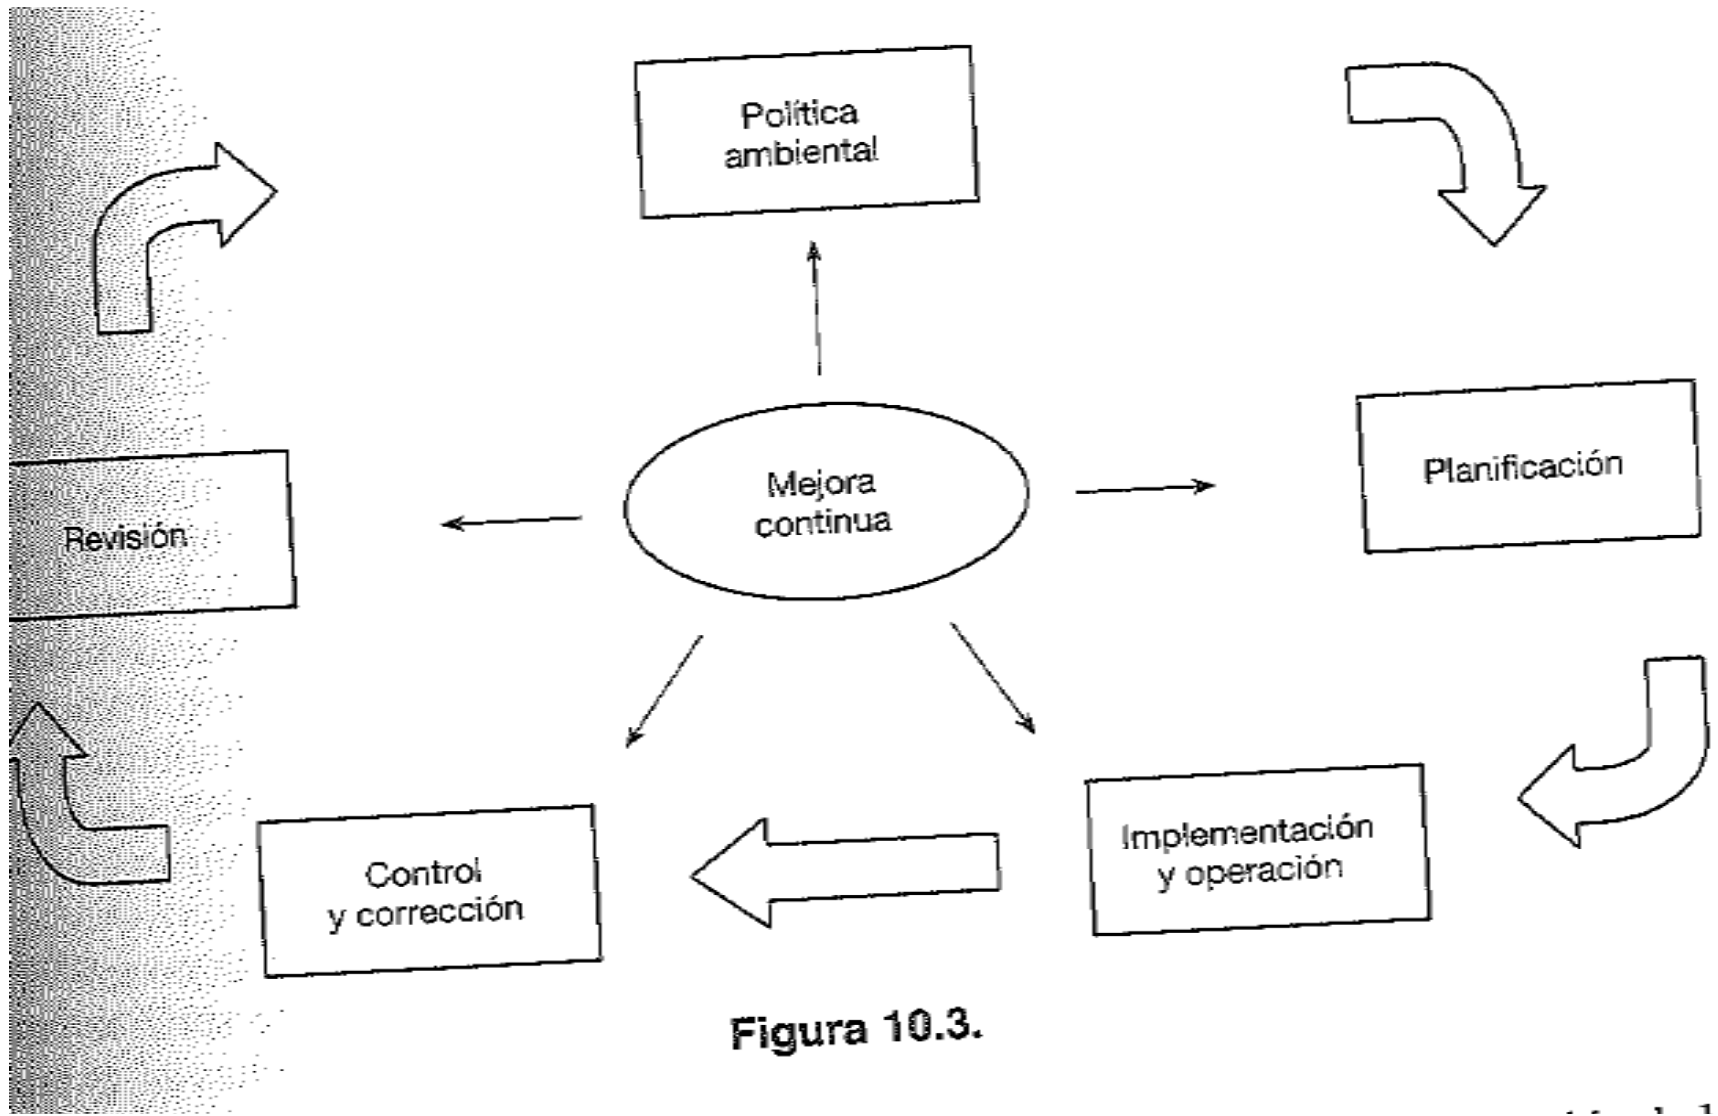 Política
ambiental
Planificación
Mejora
continua
Revisión
Implementación
y operación
Control
y corrección
Figura 10.3.